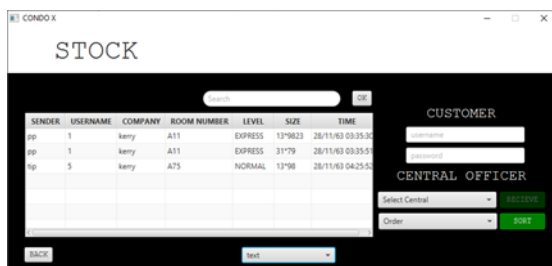 CONDO X
STOCK
Search OK
SENDER USERNAME COMPANY ROOM NUMBER LEVEL SIZE TIME
pp 1 kerry A11 EXPRESS 13*9823 28/11/63 03:35:30
pp 1 kerry A11 EXPRESS 31*79 28/11/63 03:35:51
tip 5 kerry A75 NORMAL 13*98 28/11/63 04:25:52
CUSTOMER
username
password
CENTRAL OFFICER
Select Central RECIEVE
Order SORT
BACK text